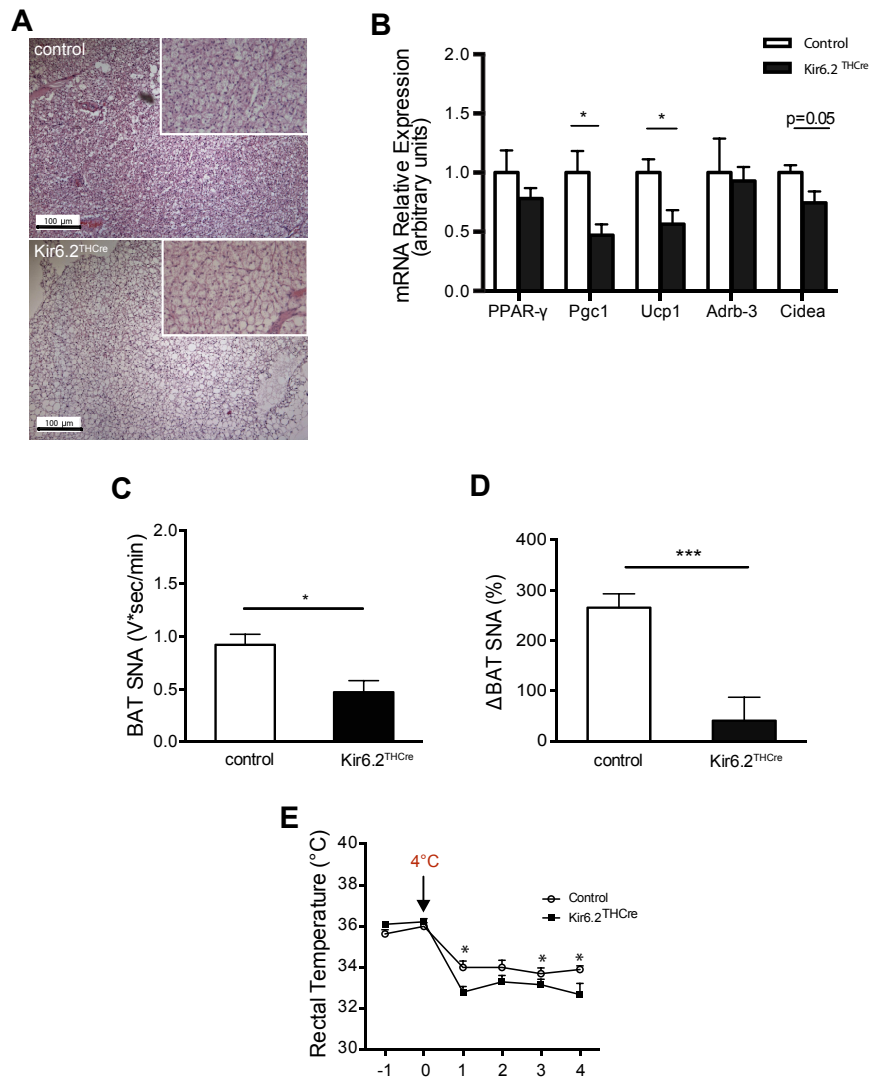 A
control
100 µm
Kir6.2THCre
100 µm
B
Control
Kir6.2 THCre
mRNA Relative Expression
(arbitrary units)
2.0
1.5
1.0
0.5
0.0
*
*
p=0.05
PPAR-γ Pgc1 Ucp1 Adrb-3 Cidea
C
BAT SNA (V*sec/min)
2.0
1.5
1.0
0.5
0.0
*
control Kir6.2THCre
D
ΔBAT SNA (%)
400
300
200
100
0
***
control Kir6.2THCre
E
Rectal Temperature (°C)
40
38
36
34
32
30
4°C
Control
Kir6.2THCre
* * *
-1 0 1 2 3 4